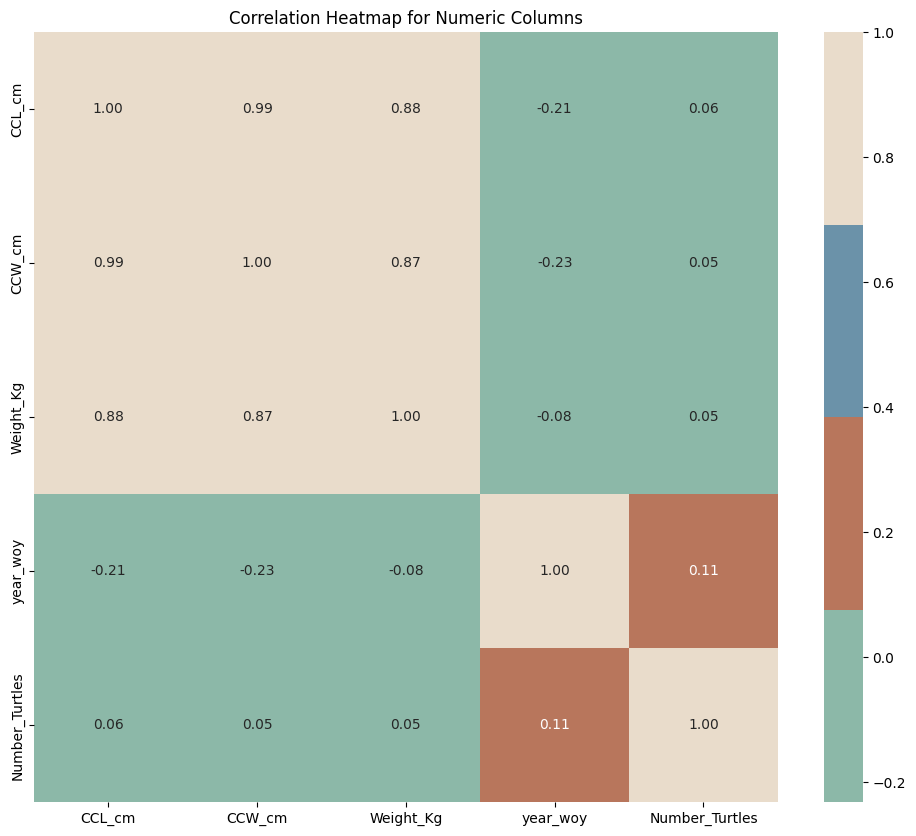 Correlation Heatmap for Numeric Columns
CCL_cm
1.00 0.99 0.88 -0.21 0.06
CCW_cm
0.99 1.00 0.87 -0.23 0.05
Weight_Kg
0.88 0.87 1.00 -0.08 0.05
year_woy
-0.21 -0.23 -0.08 1.00 0.11
Number_Turtles
0.06 0.05 0.05 0.11 1.00
CCL_cm CCW_cm Weight_Kg year_woy Number_Turtles
1.0
0.8
0.6
0.4
0.2
0.0
−0.2